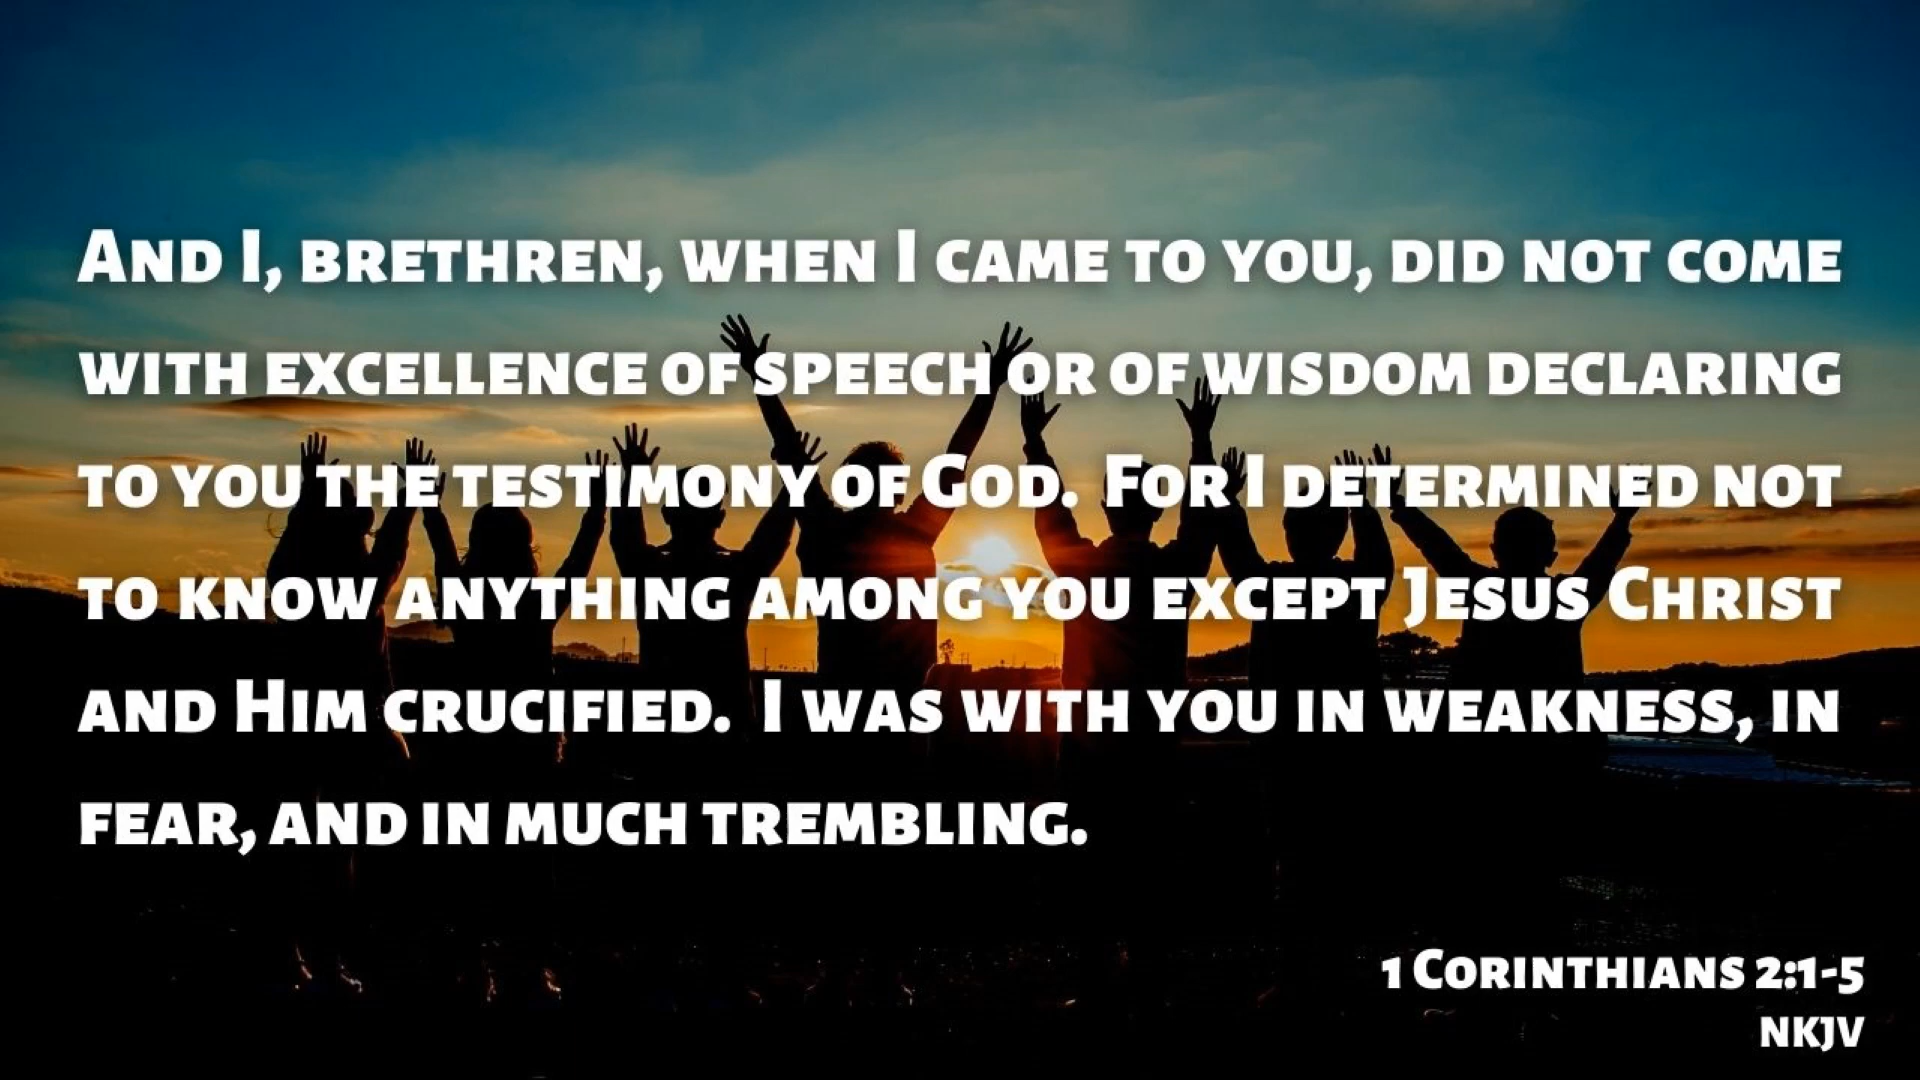 And I, brethren, when I came to you, did not come
with excellence of speech or of wisdom declaring
to you the testimony of God.  For I determined not
to know anything among you except Jesus Christ
and Him crucified.  I was with you in weakness, in
fear, and in much trembling.
1 Corinthians 2:1-5
NKJV